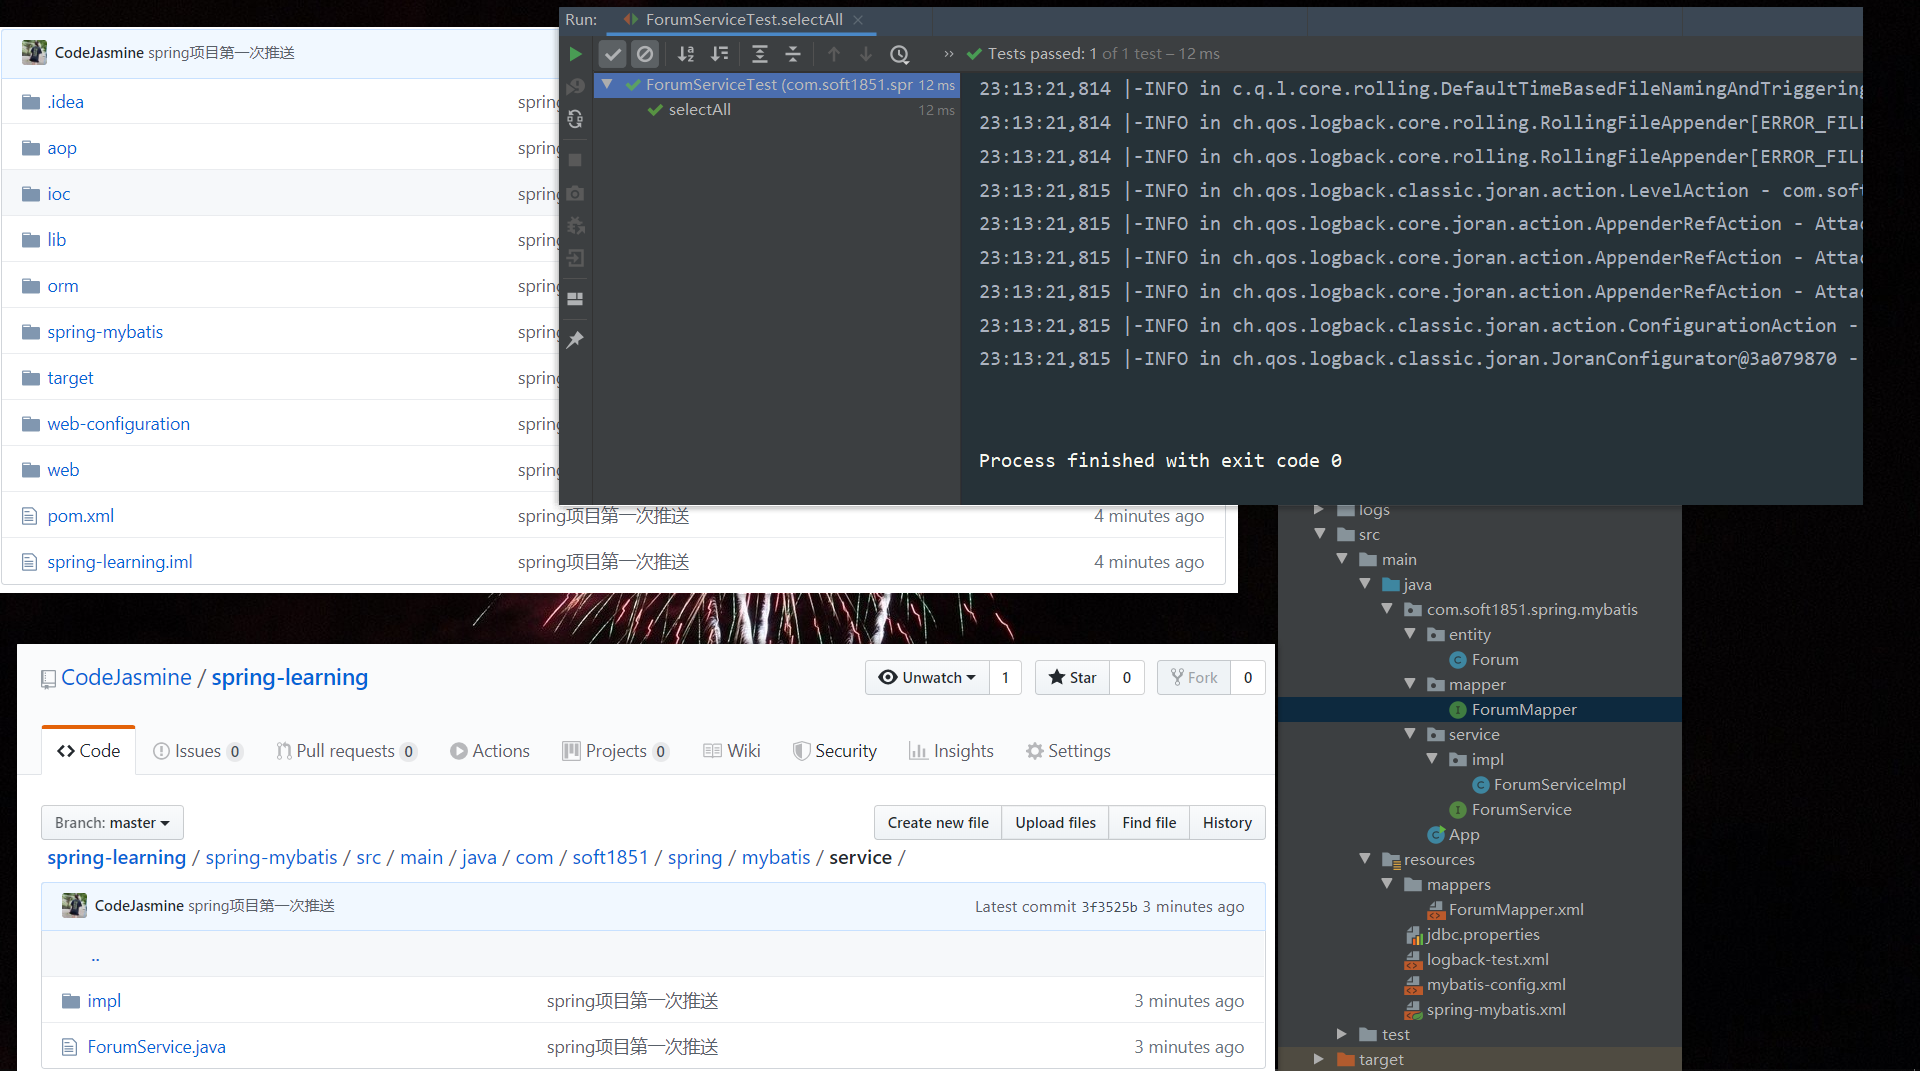 CodeJasmine spring项目第一次推送
.idea
aop
ioc
lib
orm
spring-mybatis
target
web-configuration
web
pom.xml spring项目第一次推送 4 minutes ago
spring-learning.iml spring项目第一次推送 4 minutes ago
Run: ForumServiceTest.selectAll ×
» Tests passed: 1 of 1 test – 12 ms
ForumServiceTest (com.soft1851.spr 12 ms
selectAll 12 ms
23:13:21,814 |-INFO in c.q.l.core.rolling.DefaultTimeBasedFileNamingAndTriggering
23:13:21,814 |-INFO in ch.qos.logback.core.rolling.RollingFileAppender[ERROR_FILE
23:13:21,814 |-INFO in ch.qos.logback.core.rolling.RollingFileAppender[ERROR_FILE
23:13:21,815 |-INFO in ch.qos.logback.classic.joran.action.LevelAction - com.soft
23:13:21,815 |-INFO in ch.qos.logback.core.joran.action.AppenderRefAction - Attac
23:13:21,815 |-INFO in ch.qos.logback.core.joran.action.AppenderRefAction - Attac
23:13:21,815 |-INFO in ch.qos.logback.core.joran.action.AppenderRefAction - Attac
23:13:21,815 |-INFO in ch.qos.logback.classic.joran.action.ConfigurationAction -
23:13:21,815 |-INFO in ch.qos.logback.classic.joran.JoranConfigurator@3a079870 -
Process finished with exit code 0
CodeJasmine / spring-learning
Unwatch 1 Star 0 Fork 0
Code Issues 0 Pull requests 0 Actions Projects 0 Wiki Security Insights Settings
Branch: master Create new file Upload files Find file History
spring-learning / spring-mybatis / src / main / java / com / soft1851 / spring / mybatis / service /
CodeJasmine spring项目第一次推送 Latest commit 3f3525b 3 minutes ago
..
impl spring项目第一次推送 3 minutes ago
ForumService.java spring项目第一次推送 3 minutes ago
logs
src
main
java
com.soft1851.spring.mybatis
entity
Forum
mapper
ForumMapper
service
impl
ForumServiceImpl
ForumService
App
resources
mappers
ForumMapper.xml
jdbc.properties
logback-test.xml
mybatis-config.xml
spring-mybatis.xml
test
target